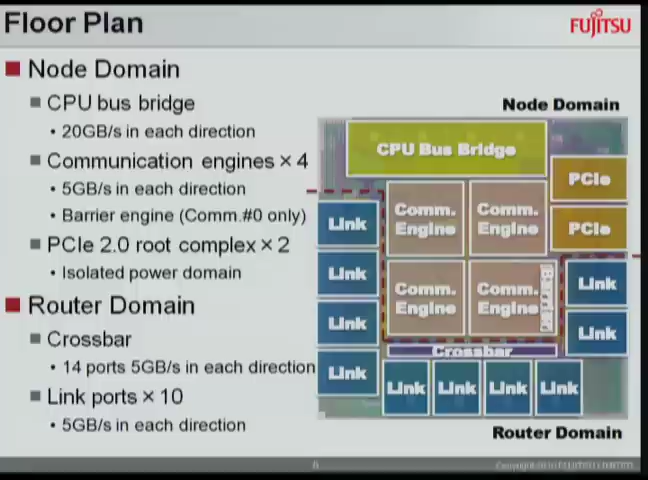 Floor Plan
FUJITSU
Node Domain
CPU bus bridge
• 20GB/s in each direction
Communication engines × 4
• 5GB/s in each direction
• Barrier engine (Comm.#0 only)
PCIe 2.0 root complex × 2
• Isolated power domain
Router Domain
Crossbar
• 14 ports 5GB/s in each direction
Link ports × 10
• 5GB/s in each direction
Node Domain
CPU Bus Bridge
PCIe
PCIe
Comm.
Engine
Comm.
Engine
Comm.
Engine
Comm.
Engine
Link
Link
Link
Link
Link
Link
Crossbar
Link
Link
Link
Link
Router Domain